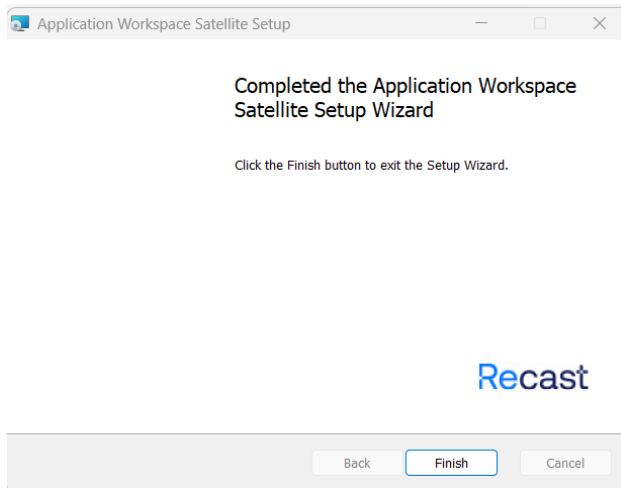 Application Workspace Satellite Setup
Completed the Application Workspace
Satellite Setup Wizard
Click the Finish button to exit the Setup Wizard.
Recast
Back
Finish
Cancel